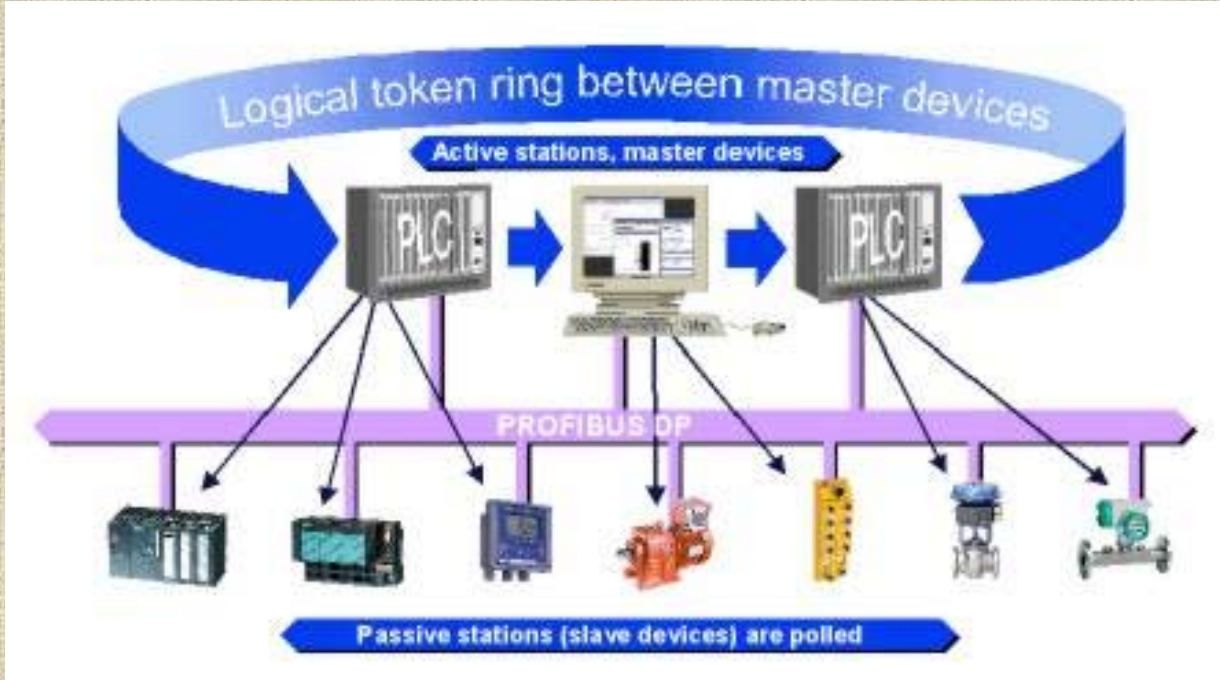 Logical token ring between master devices
Active stations, master devices
PLC
PLC
PROFIBUS DP
Passive stations (slave devices) are polled